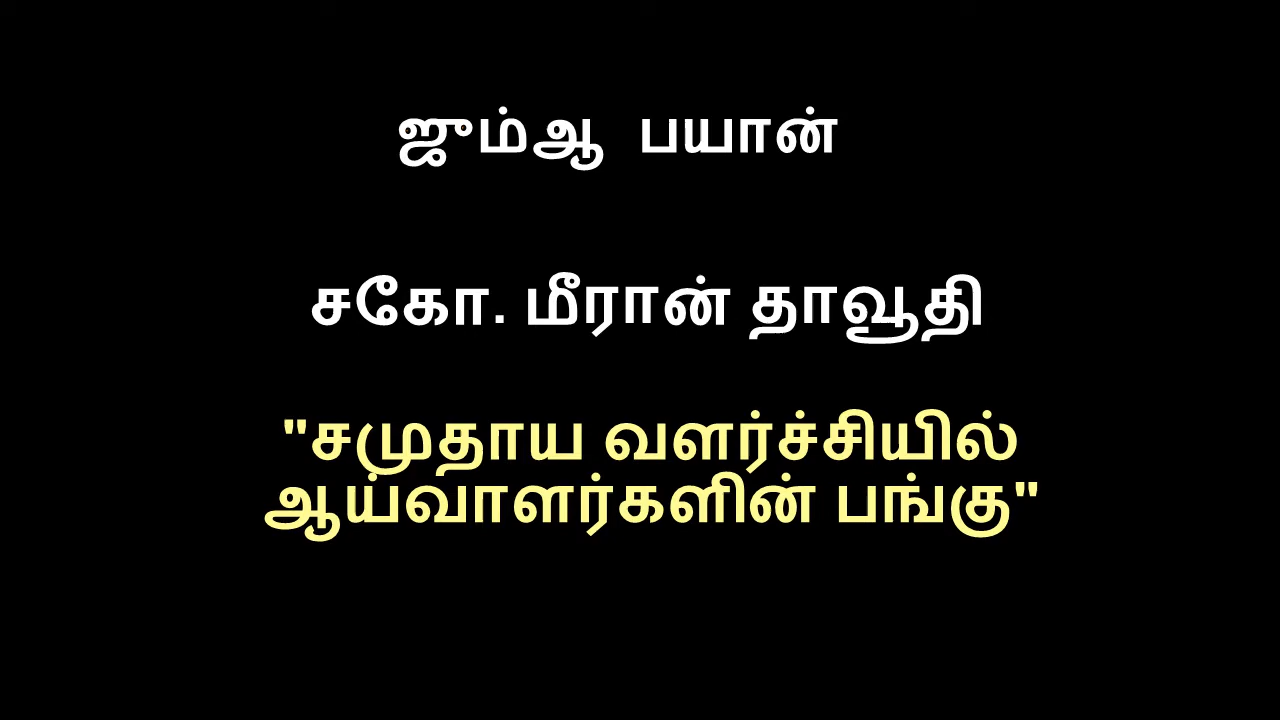 ஜும்ஆ பயான்
சகோ. மீரான் தாவூதி
"சமுதாய வளர்ச்சியில்
ஆய்வாளர்களின் பங்கு"